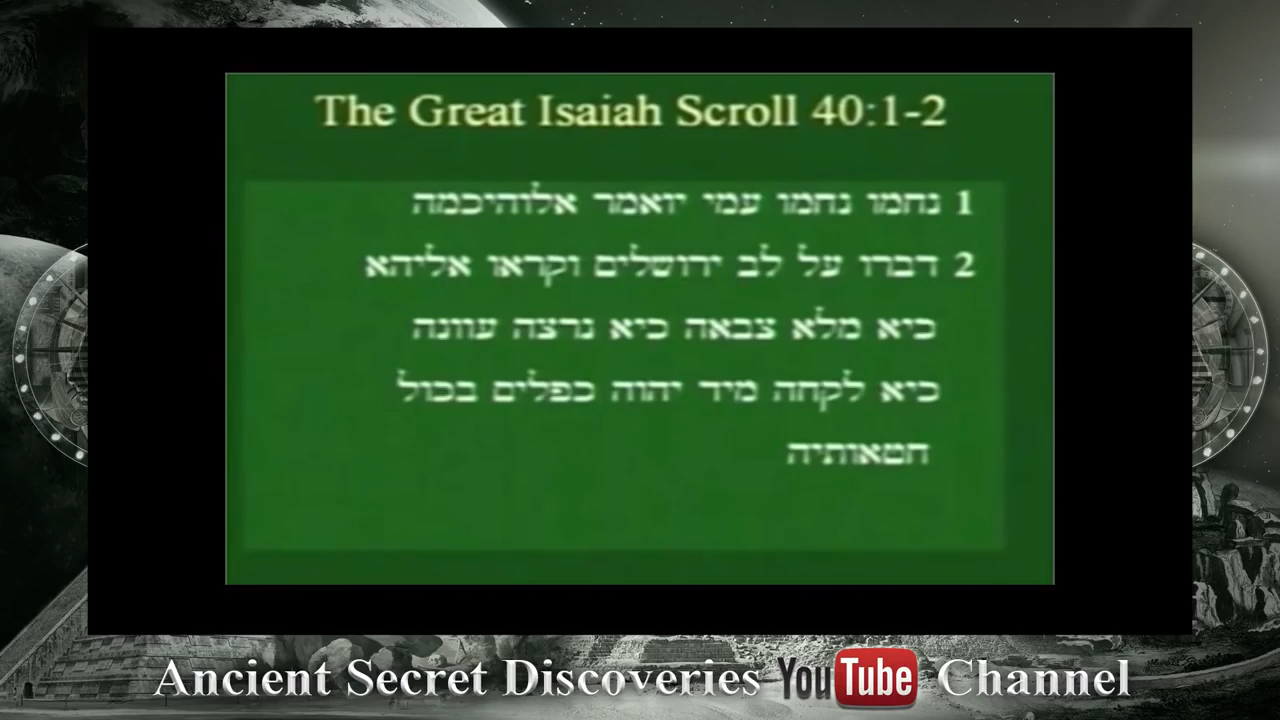 The Great Isaiah Scroll 40:1-2
1 נחמו נחמו עמי יואמר אלוהיכמה
2 דברו על לב ירושלים וקראו אליהא
כיא מלא צבאה כיא נרצה עוונה
כיא לקחה מיד יהוה כפלים בכול
חטאותיה
Ancient Secret Discoveries YouTube Channel